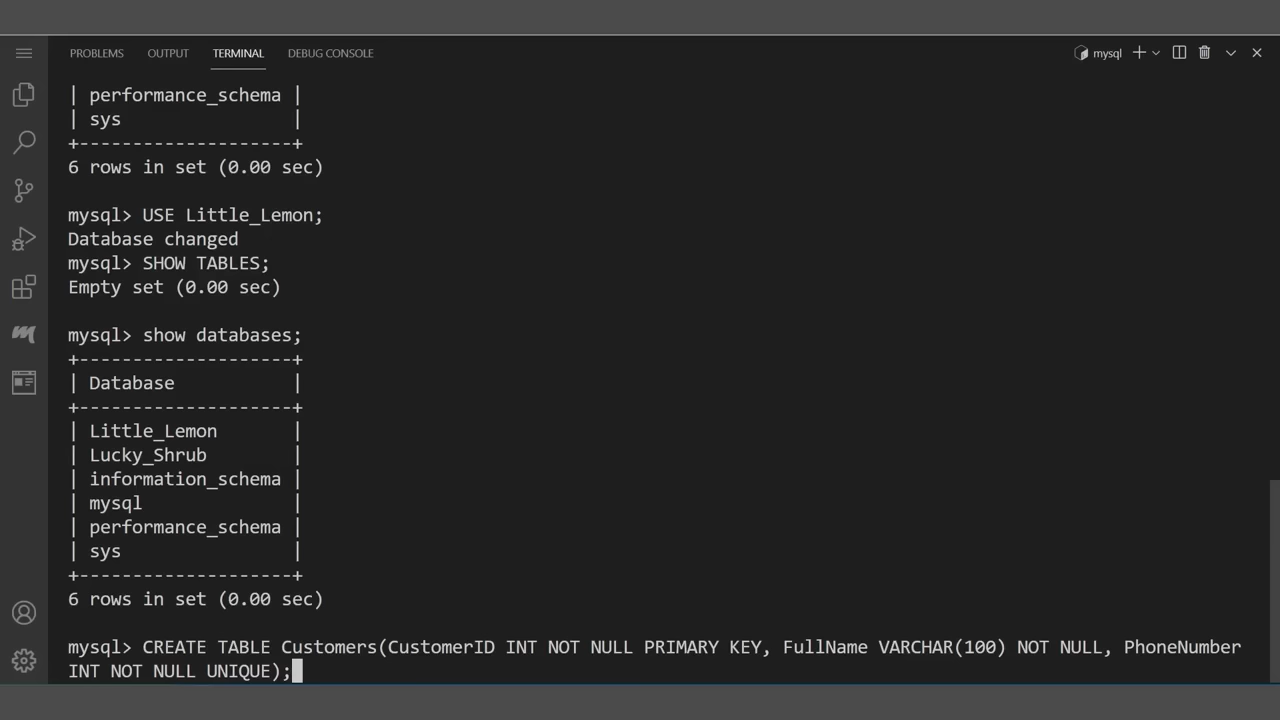 PROBLEMS OUTPUT TERMINAL DEBUG CONSOLE mysql
| performance_schema |
| sys |
+--------------------+
6 rows in set (0.00 sec)
mysql> USE Little_Lemon;
Database changed
mysql> SHOW TABLES;
Empty set (0.00 sec)
mysql> show databases;
+--------------------+
| Database |
+--------------------+
| Little_Lemon |
| Lucky_Shrub |
| information_schema |
| mysql |
| performance_schema |
| sys |
+--------------------+
6 rows in set (0.00 sec)
mysql> CREATE TABLE Customers(CustomerID INT NOT NULL PRIMARY KEY, FullName VARCHAR(100) NOT NULL, PhoneNumber
INT NOT NULL UNIQUE);